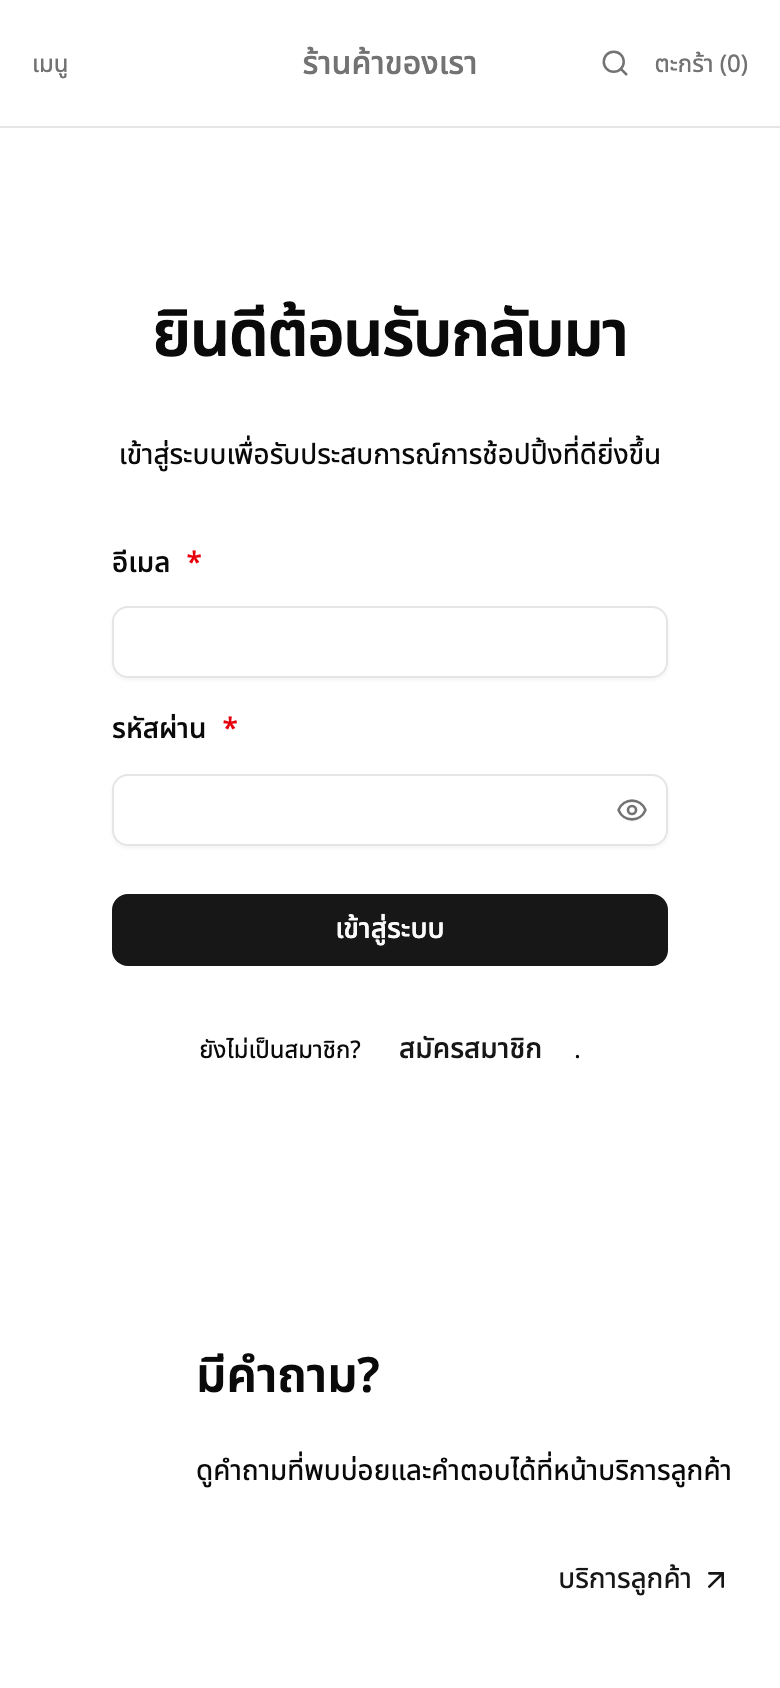 เมนู
ร้านค้าของเรา
ตะกร้า (0)
ยินดีต้อนรับกลับมา
เข้าสู่ระบบเพื่อรับประสบการณ์การช้อปปิ้งที่ดียิ่งขึ้น
อีเมล *
รหัสผ่าน *
เข้าสู่ระบบ
ยังไม่เป็นสมาชิก? สมัครสมาชิก .
มีคำถาม?
ดูคำถามที่พบบ่อยและคำตอบได้ที่หน้าบริการลูกค้า
บริการลูกค้า